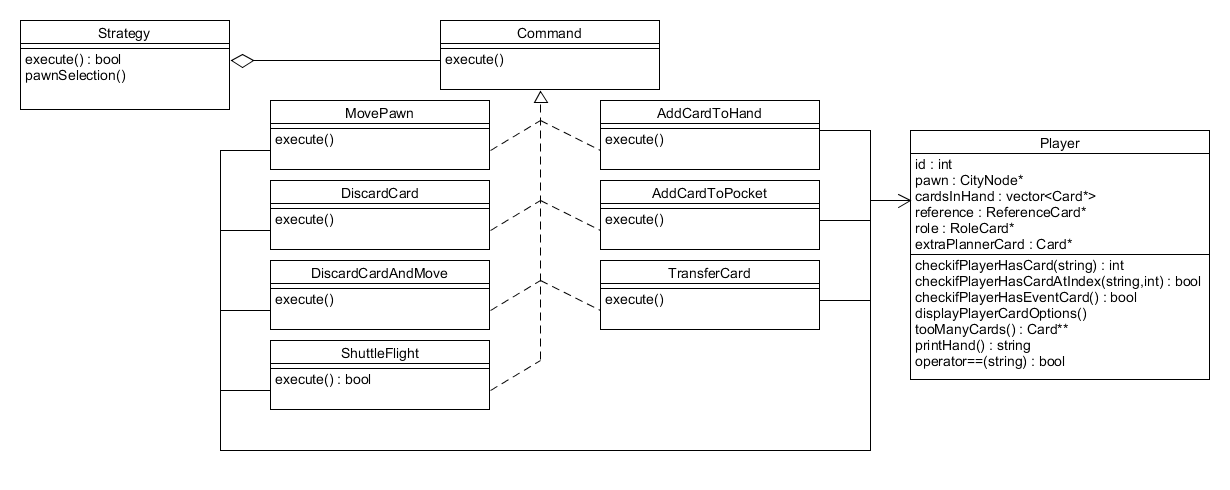 Strategy
execute() : bool
pawnSelection()
Command
execute()
MovePawn
execute()
AddCardToHand
execute()
DiscardCard
execute()
AddCardToPocket
execute()
DiscardCardAndMove
execute()
TransferCard
execute()
ShuttleFlight
execute() : bool
Player
id : int
pawn : CityNode*
cardsInHand : vector<Card*>
reference : ReferenceCard*
role : RoleCard*
extraPlannerCard : Card*
checkifPlayerHasCard(string) : int
checkifPlayerHasCardAtIndex(string,int) : bool
checkifPlayerHasEventCard() : bool
displayPlayerCardOptions()
tooManyCards() : Card**
printHand() : string
operator==(string) : bool